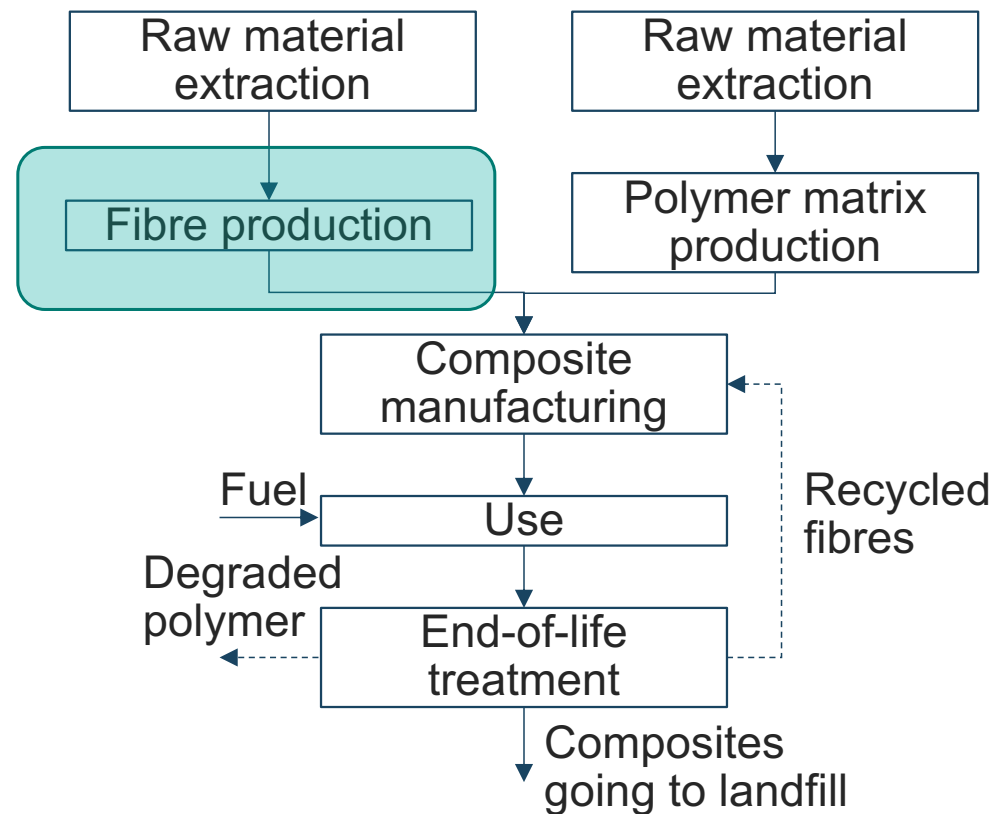 Raw material
extraction
Raw material
extraction
Fibre production
Polymer matrix
production
Composite
manufacturing
Fuel
Use
Recycled
fibres
Degraded
polymer
End-of-life
treatment
Composites
going to landfill